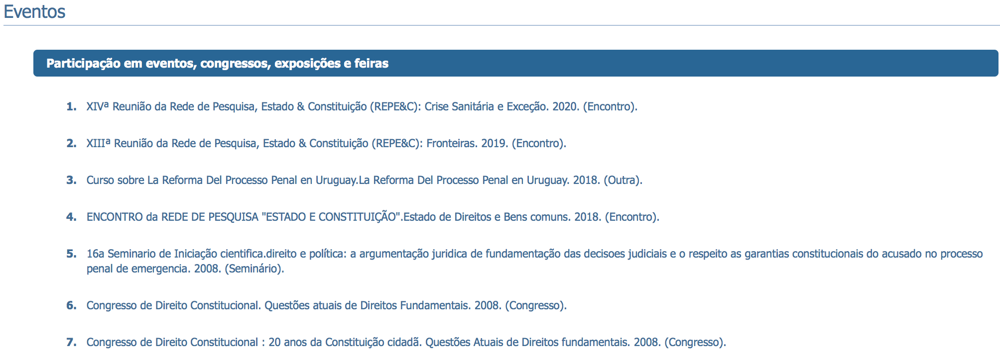 Eventos
Participação em eventos, congressos, exposições e feiras
1. XIVª Reunião da Rede de Pesquisa, Estado & Constituição (REPE&C): Crise Sanitária e Exceção. 2020. (Encontro).
2. XIIIª Reunião da Rede de Pesquisa, Estado & Constituição (REPE&C): Fronteiras. 2019. (Encontro).
3. Curso sobre La Reforma Del Processo Penal en Uruguay.La Reforma Del Processo Penal en Uruguay. 2018. (Outra).
4. ENCONTRO da REDE DE PESQUISA "ESTADO E CONSTITUIÇÃO".Estado de Direitos e Bens comuns. 2018. (Encontro).
5. 16a Seminario de Iniciação cientifica.direito e política: a argumentação juridica de fundamentação das decisoes judiciais e o respeito as garantias constitucionais do acusado no processo
penal de emergencia. 2008. (Seminário).
6. Congresso de Direito Constitucional. Questões atuais de Direitos Fundamentais. 2008. (Congresso).
7. Congresso de Direito Constitucional : 20 anos da Constituição cidadã. Questões Atuais de Direitos fundamentais. 2008. (Congresso).